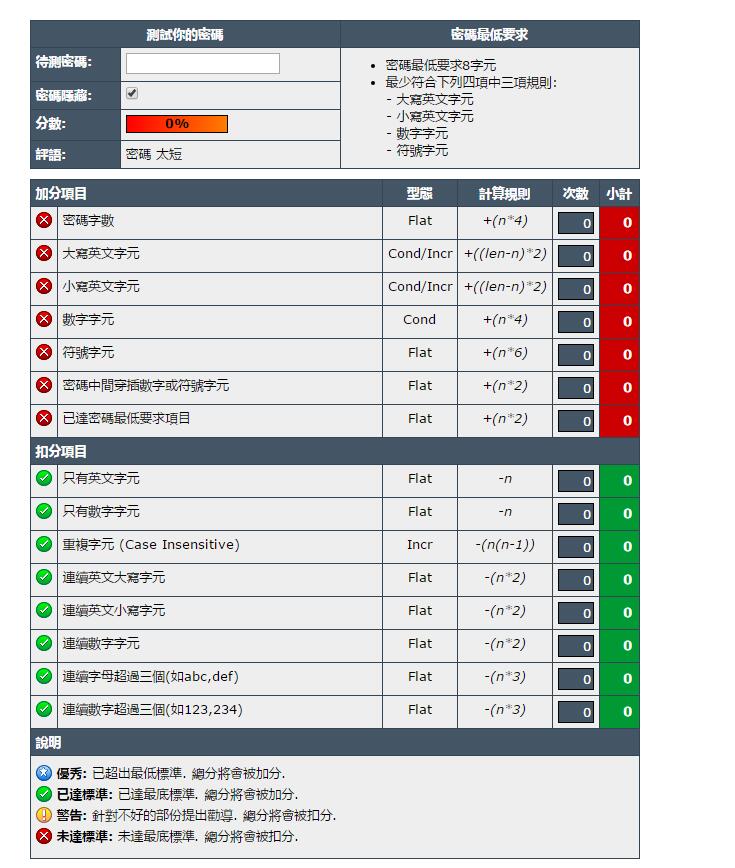 測試你的密碼 密碼最低要求
待測密碼:
密碼隱藏:
分數: 0%
評語: 密碼 太短
密碼最低要求8字元
最少符合下列四項中三項規則:
- 大寫英文字元
- 小寫英文字元
- 數字字元
- 符號字元
加分項目 型態 計算規則 次數 小計
密碼字數 Flat +(n*4) 0 0
大寫英文字元 Cond/Incr +((len-n)*2) 0 0
小寫英文字元 Cond/Incr +((len-n)*2) 0 0
數字字元 Cond +(n*4) 0 0
符號字元 Flat +(n*6) 0 0
密碼中間穿插數字或符號字元 Flat +(n*2) 0 0
已達密碼最低要求項目 Flat +(n*2) 0 0
扣分項目
只有英文字元 Flat -n 0 0
只有數字字元 Flat -n 0 0
重複字元 (Case Insensitive) Incr -(n(n-1)) 0 0
連續英文大寫字元 Flat -(n*2) 0 0
連續英文小寫字元 Flat -(n*2) 0 0
連續數字字元 Flat -(n*2) 0 0
連續字母超過三個(如abc,def) Flat -(n*3) 0 0
連續數字超過三個(如123,234) Flat -(n*3) 0 0
說明
優秀: 已超出最低標準. 總分將會被加分.
已達標準: 已達最底標準. 總分將會被加分.
警告: 針對不好的部份提出勸導. 總分將會被扣分.
未達標準: 未達最底標準. 總分將會被扣分.